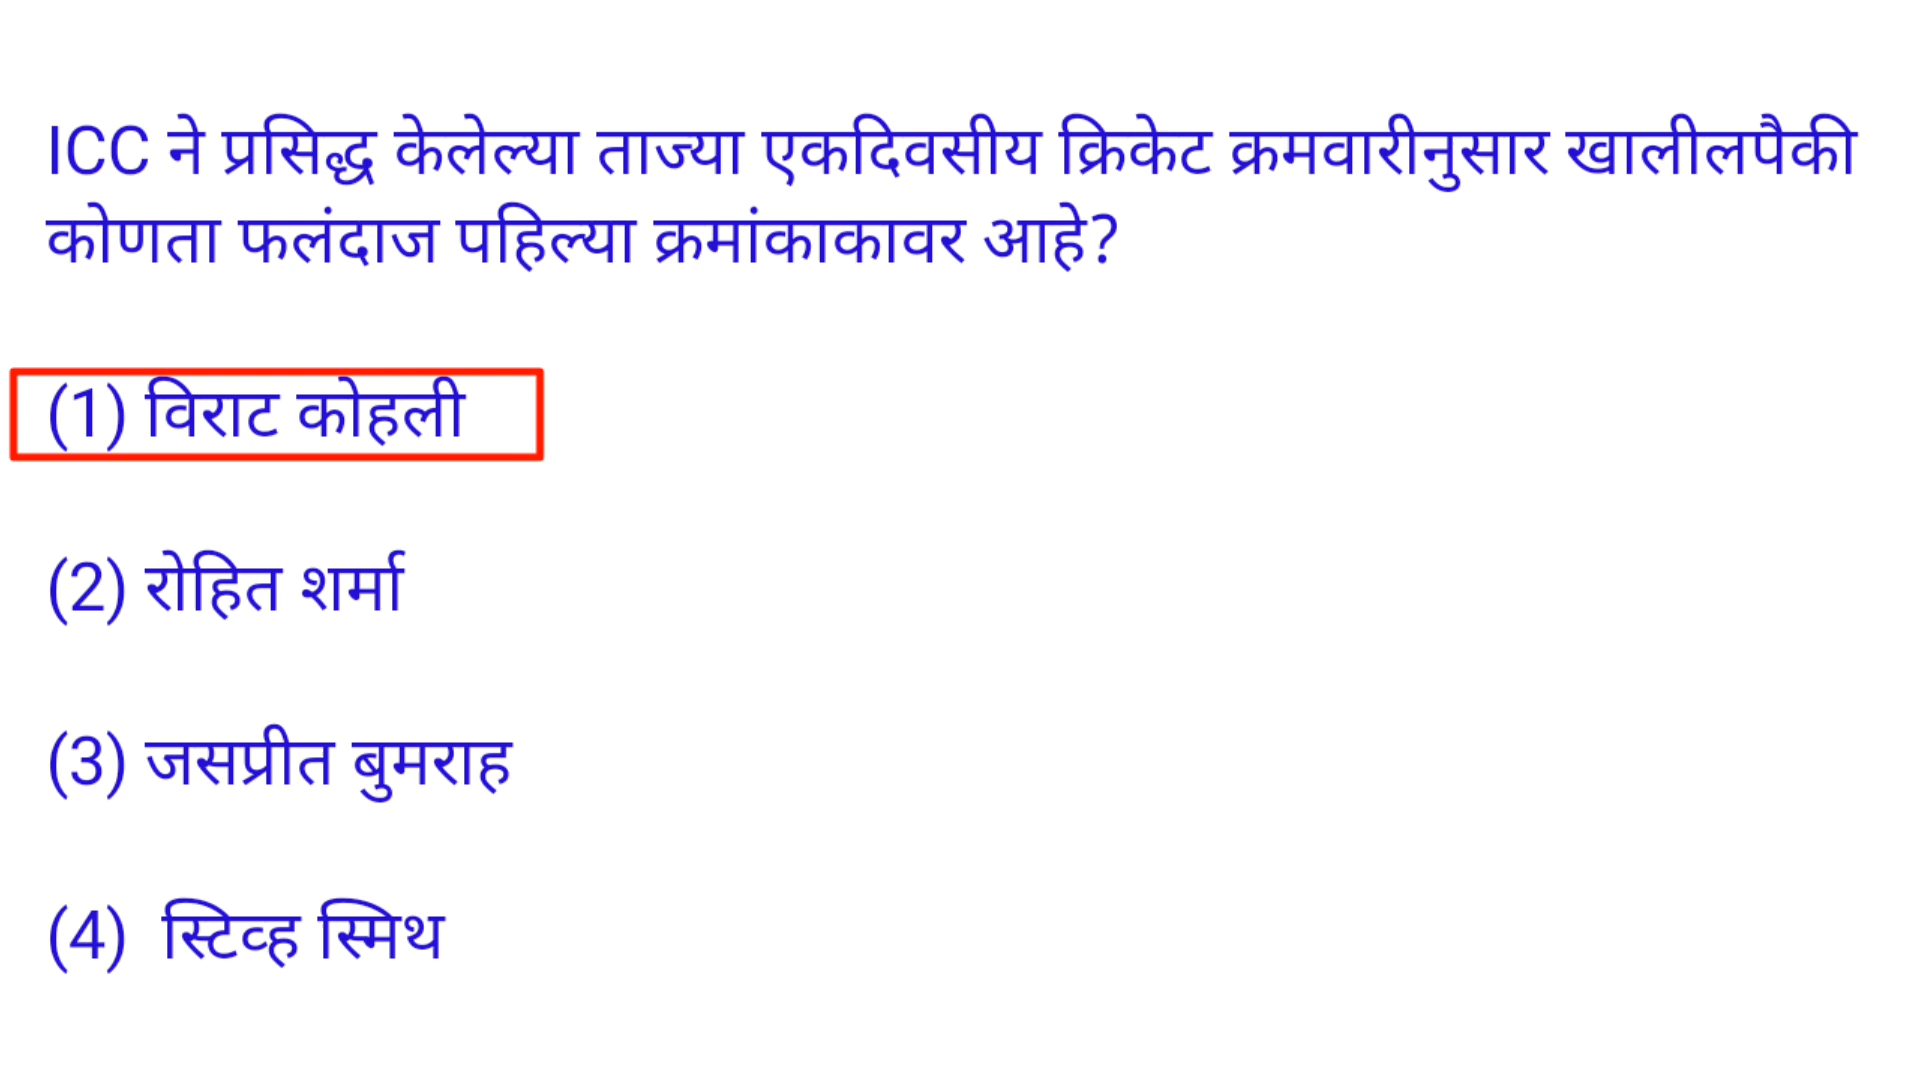 ICC ने प्रसिद्ध केलेल्या ताज्या एकदिवसीय क्रिकेट क्रमवारीनुसार खालीलपैकी
कोणता फलंदाज पहिल्या क्रमांकाकावर आहे?
(1) विराट कोहली
(2) रोहित शर्मा
(3) जसप्रीत बुमराह
(4) स्टिव्ह स्मिथ